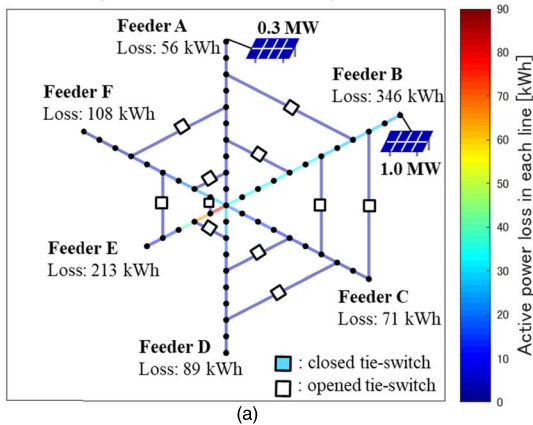 Feeder A
Loss: 56 kWh
0.3 MW
Feeder B
Loss: 346 kWh
1.0 MW
Feeder F
Loss: 108 kWh
Feeder E
Loss: 213 kWh
Feeder C
Loss: 71 kWh
Feeder D
Loss: 89 kWh
: closed tie-switch
: opened tie-switch
90
80
70
60
50
40
30
20
10
0
Active power loss in each line [kWh]
(a)